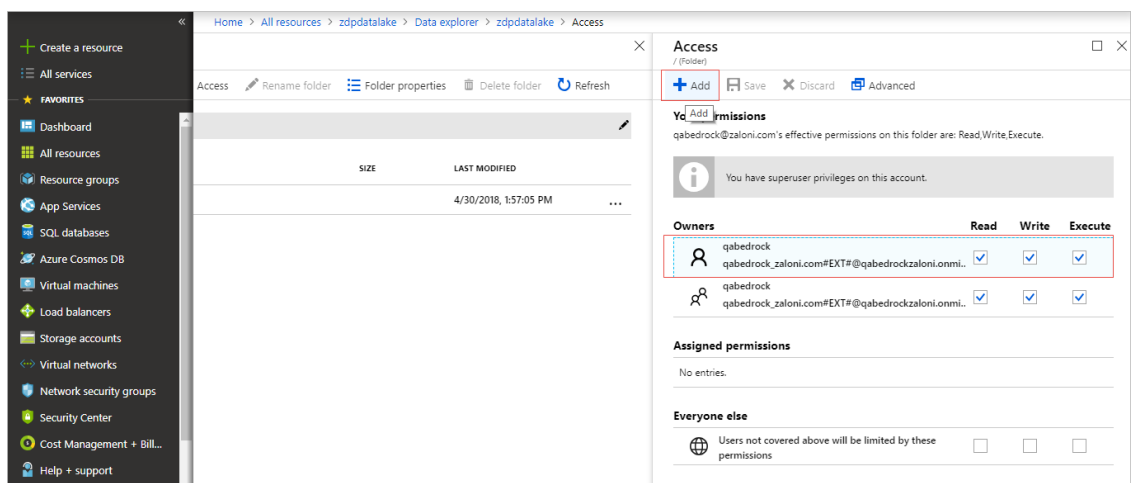 Home > All resources > zdpdatalake > Data explorer > zdpdatalake > Access
«
Create a resource
All services
FAVORITES
Dashboard
All resources
Resource groups
App Services
SQL databases
Azure Cosmos DB
Virtual machines
Load balancers
Storage accounts
Virtual networks
Network security groups
Security Center
Cost Management + Bill...
Help + support
Access Rename folder Folder properties Delete folder Refresh
SIZE LAST MODIFIED
4/30/2018, 1:57:05 PM ...
Access
/ (Folder)
Add Save Discard Advanced
Add
permissions
qabedrock@zaloni.com's effective permissions on this folder are: Read,Write,Execute.
You have superuser privileges on this account.
Owners Read Write Execute
qabedrock
qabedrock_zaloni.com#EXT#@qabedrockzaloni.onmi..
qabedrock
qabedrock_zaloni.com#EXT#@qabedrockzaloni.onmi..
Assigned permissions
No entries.
Everyone else
Users not covered above will be limited by these
permissions